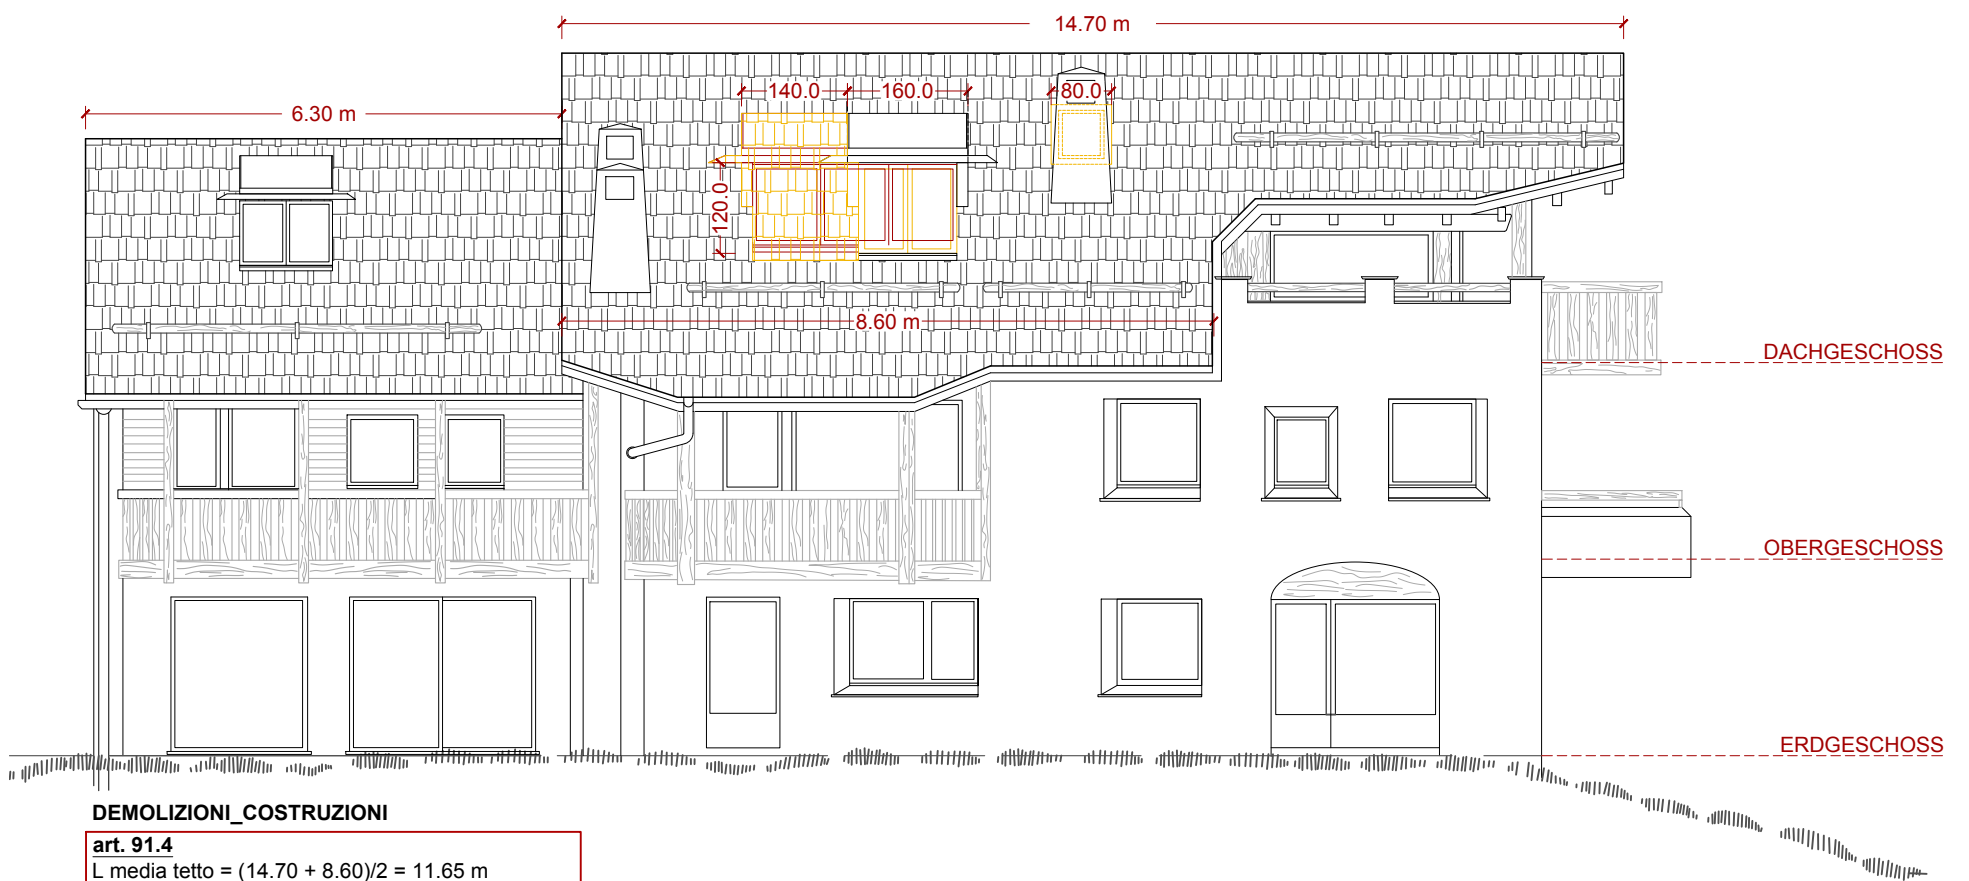 14.70 m
140.0
160.0
80.0
6.30 m
120.0
8.60 m
DACHGESCHOSS
OBERGESCHOSS
ERDGESCHOSS
DEMOLIZIONI_COSTRUZIONI
art. 91.4
L media tetto = (14.70 + 8.60)/2 = 11.65 m